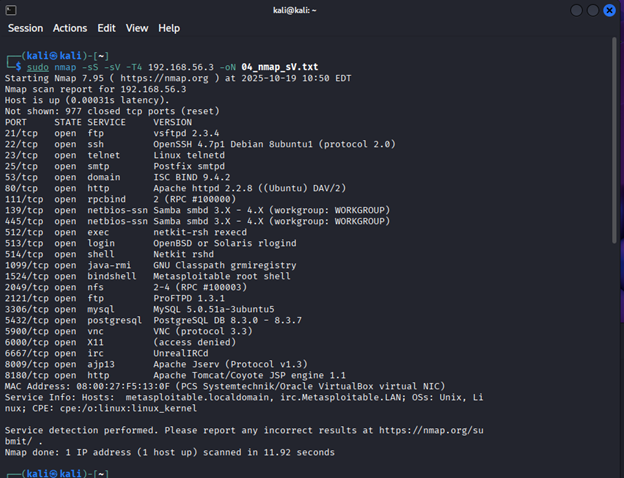 kali@kali: ~
Session Actions Edit View Help
┌──(kali㉿kali)-[~]
└─$ sudo nmap -sS -sV -T4 192.168.56.3 -oN 04_nmap_sV.txt
Starting Nmap 7.95 ( https://nmap.org ) at 2025-10-19 10:50 EDT
Nmap scan report for 192.168.56.3
Host is up (0.00031s latency).
Not shown: 977 closed tcp ports (reset)
PORT     STATE SERVICE     VERSION
21/tcp   open  ftp         vsftpd 2.3.4
22/tcp   open  ssh         OpenSSH 4.7p1 Debian 8ubuntu1 (protocol 2.0)
23/tcp   open  telnet      Linux telnetd
25/tcp   open  smtp        Postfix smtpd
53/tcp   open  domain      ISC BIND 9.4.2
80/tcp   open  http        Apache httpd 2.2.8 ((Ubuntu) DAV/2)
111/tcp  open  rpcbind     2 (RPC #100000)
139/tcp  open  netbios-ssn Samba smbd 3.X - 4.X (workgroup: WORKGROUP)
445/tcp  open  netbios-ssn Samba smbd 3.X - 4.X (workgroup: WORKGROUP)
512/tcp  open  exec        netkit-rsh rexecd
513/tcp  open  login       OpenBSD or Solaris rlogind
514/tcp  open  shell       Netkit rshd
1099/tcp open  java-rmi    GNU Classpath grmiregistry
1524/tcp open  bindshell   Metasploitable root shell
2049/tcp open  nfs         2-4 (RPC #100003)
2121/tcp open  ftp         ProFTPD 1.3.1
3306/tcp open  mysql       MySQL 5.0.51a-3ubuntu5
5432/tcp open  postgresql  PostgreSQL DB 8.3.0 - 8.3.7
5900/tcp open  vnc         VNC (protocol 3.3)
6000/tcp open  X11         (access denied)
6667/tcp open  irc         UnrealIRCd
8009/tcp open  ajp13       Apache Jserv (Protocol v1.3)
8180/tcp open  http        Apache Tomcat/Coyote JSP engine 1.1
MAC Address: 08:00:27:F5:13:0F (PCS Systemtechnik/Oracle VirtualBox virtual NIC)
Service Info: Hosts:  metasploitable.localdomain, irc.Metasploitable.LAN; OSs: Unix, Li
nux; CPE: cpe:/o:linux:linux_kernel
Service detection performed. Please report any incorrect results at https://nmap.org/su
bmit/ .
Nmap done: 1 IP address (1 host up) scanned in 11.92 seconds
┌──(kali㉿kali)-[~]